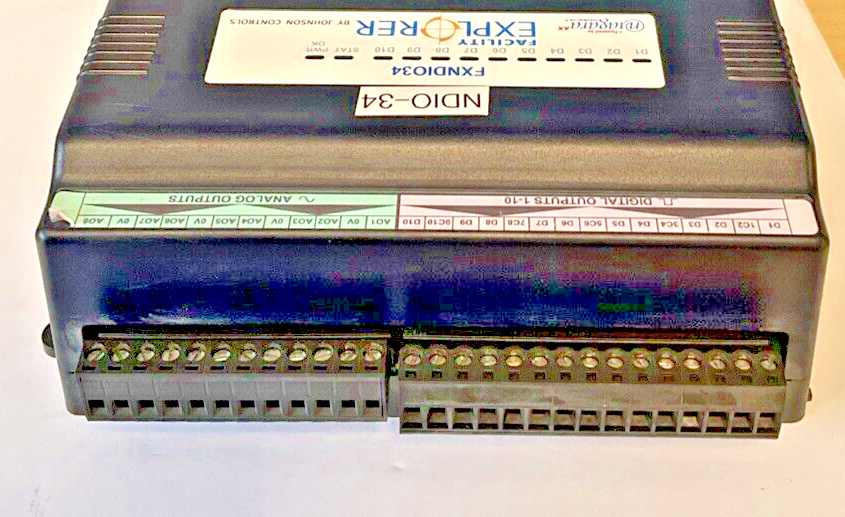 D1 1C2 D2 D3 3C4 D4 D5 5C6 D6 D7 7C8 D8 D9 9C10 D10 AO1 0V AO2 AO3 0V AO4 AO5 0V AO6 AO7 0V AO8
DIGITAL OUTPUTS 1-10 ANALOG OUTPUTS
NDIO-34
FXNDIO34
D1 D2 D3 D4 D5 D6 D7 D8 D9 D10 STAT PWR
OK
Powered by
niagara AX
FACILITY
EXPLORER
BY JOHNSON CONTROLS